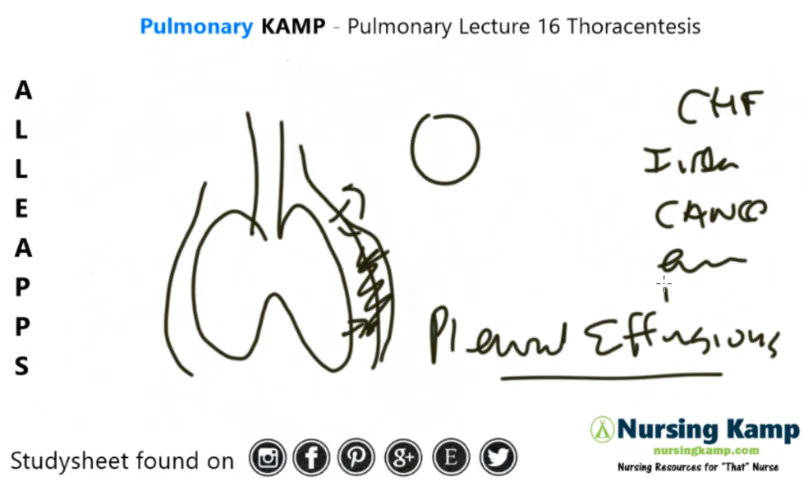 Pulmonary KAMP - Pulmonary Lecture 16 Thoracentesis
A
L
L
E
A
P
P
S
CHF
CANC
Pleural Effusions
Nursing Kamp
nursingkamp.com
Nursing Resources for "That" Nurse
Studysheet found on
f
g+
E